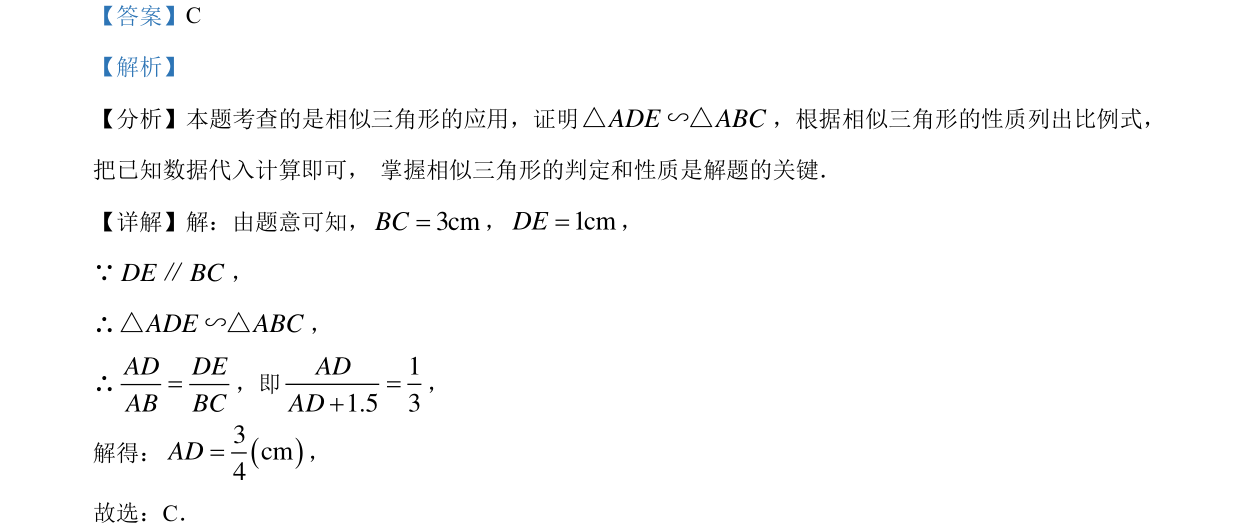 【答案】C
【解析】
【分析】本题考查的是相似三角形的应用，证明△ADE∽△ABC，根据相似三角形的性质列出比例式，
把已知数据代入计算即可， 掌握相似三角形的判定和性质是解题的关键．
【详解】解：由题意可知，BC=3cm，DE=1cm，
∵DE∥BC，
∴△ADE∽△ABC，
∴AD/AB=DE/BC，即AD/(AD+1.5)=1/3，
解得：AD=3/4(cm)，
故选：C．